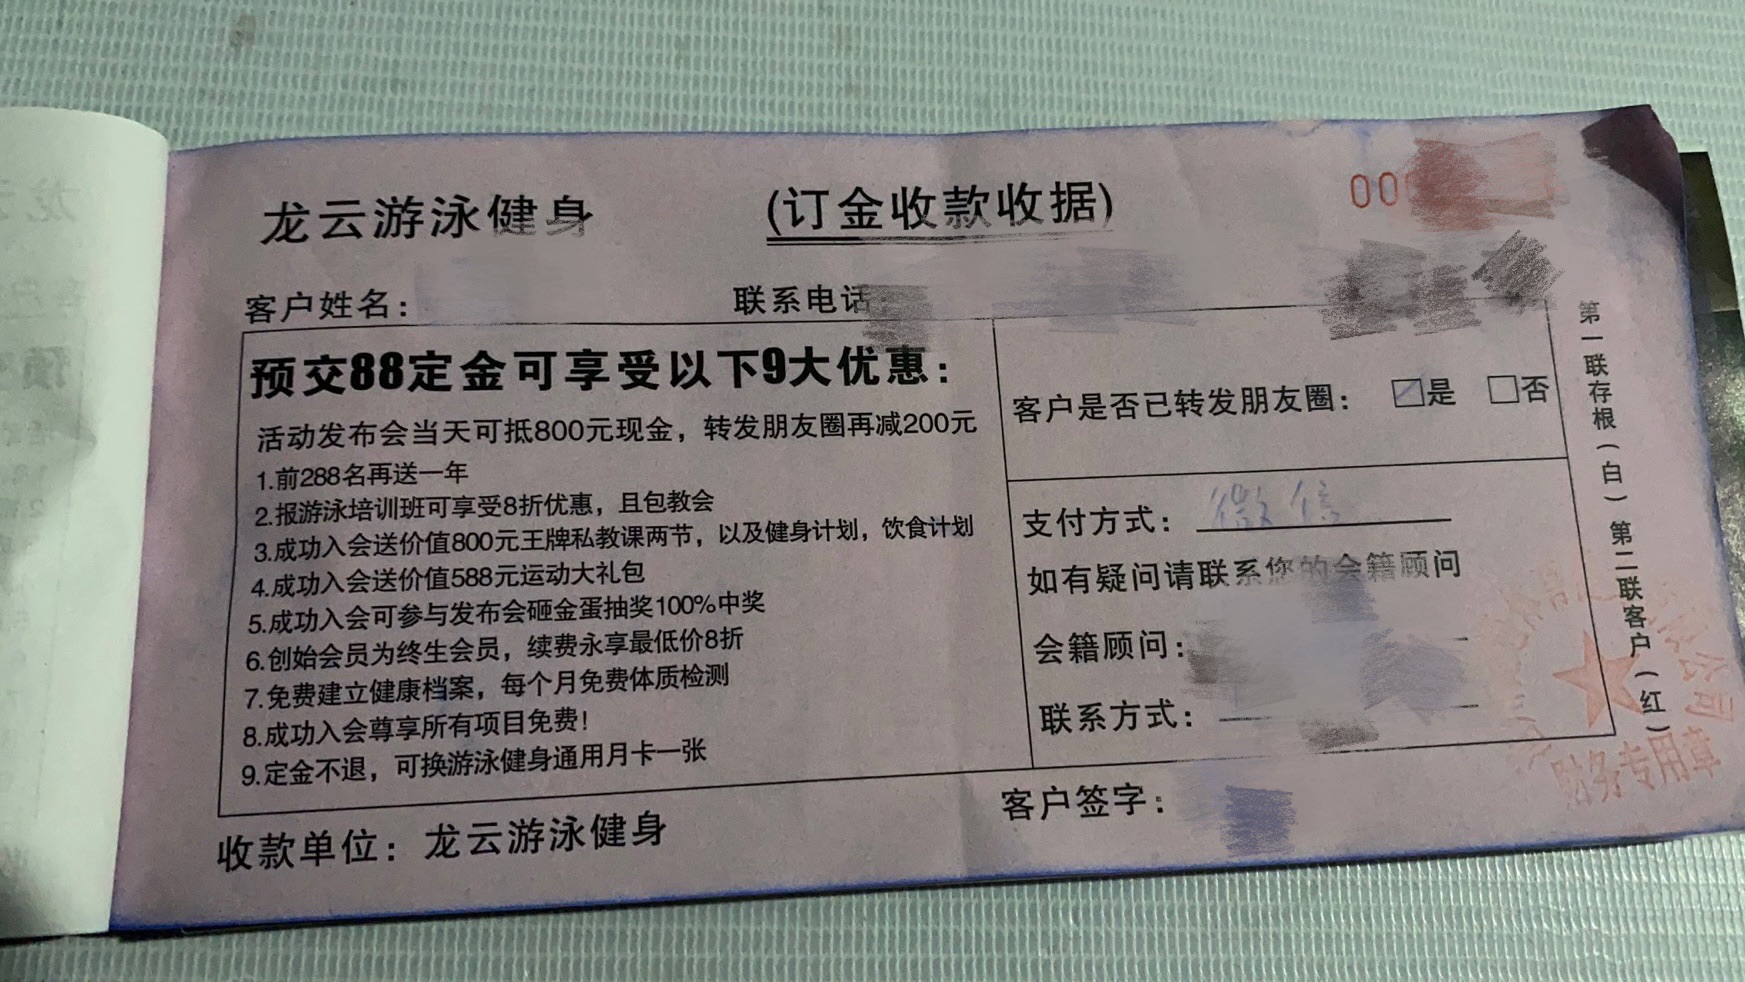 龙云游泳健身
(订金收款收据)
00
客户姓名：
联系电话
预交88定金可享受以下9大优惠：
活动发布会当天可抵800元现金，转发朋友圈再减200元
1.前288名再送一年
2.报游泳培训班可享受8折优惠，且包教会
3.成功入会送价值800元王牌私教课两节，以及健身计划，饮食计划
4.成功入会送价值588元运动大礼包
5.成功入会可参与发布会砸金蛋抽奖100%中奖
6.创始会员为终生会员，续费永享最低价8折
7.免费建立健康档案，每个月免费体质检测
8.成功入会尊享所有项目免费！
9.定金不退，可换游泳健身通用月卡一张
客户是否已转发朋友圈： 是 否
支付方式：微信
如有疑问请联系您的会籍顾问
会籍顾问：
联系方式：
收款单位：龙云游泳健身
客户签字：
第一联存根（白）第二联客户（红）
公司
财务专用章